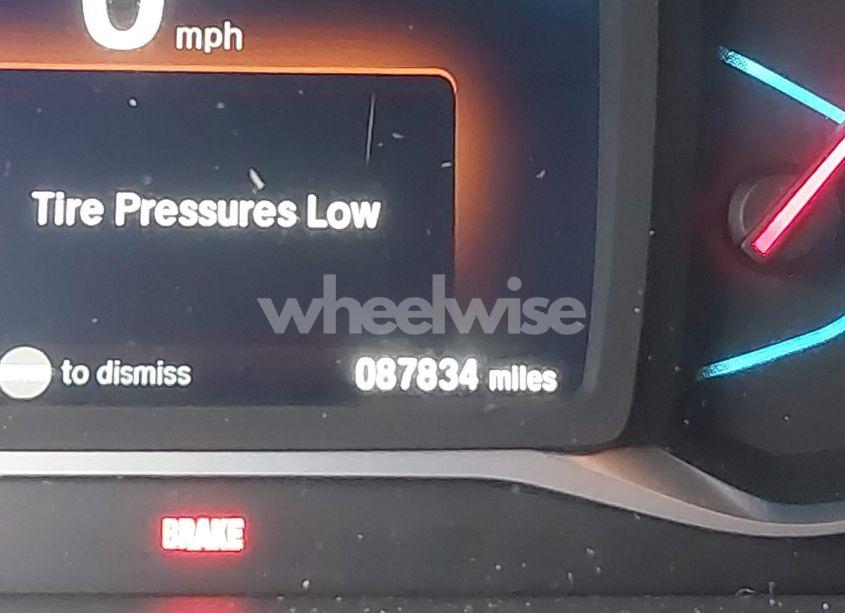 mph
Tire Pressures Low
wheelwise
to dismiss 087834 miles
BRAKE